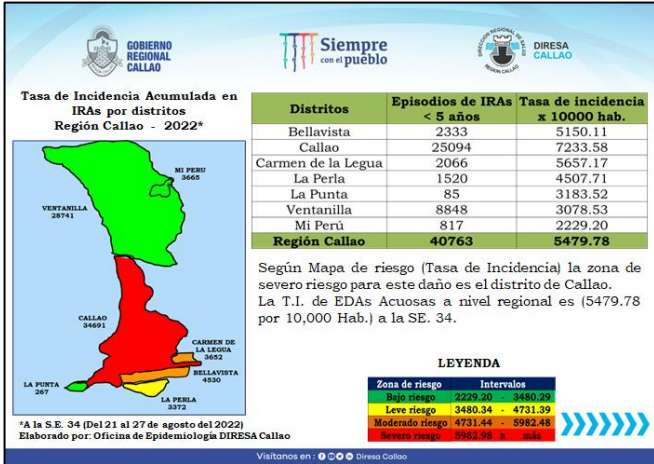 GOBIERNO
REGIONAL
CALLAO
Siempre
con el pueblo
DIRECCION REGIONAL DE SALUD
REGION CALLAO
DIRESA
CALLAO
Tasa de Incidencia Acumulada en
IRAs por distritos
Región Callao - 2022*
MI PERU
3665
VENTANILLA
28741
CALLAO
34691
CARMEN DE
LA LEGUA
3652
BELLAVISTA
4530
LA PUNTA
267
LA PERLA
3372
*A la S.E. 34 (Del 21 al 27 de agosto del 2022)
Elaborado por: Oficina de Epidemiología DIRESA Callao
Distritos Episodios de IRAs < 5 años Tasa de incidencia x 10000 hab.
Bellavista 2333 5150.11
Callao 25094 7233.58
Carmen de la Legua 2066 5657.17
La Perla 1520 4507.71
La Punta 85 3183.52
Ventanilla 8848 3078.53
Mi Perú 817 2229.20
Región Callao 40763 5479.78
Según Mapa de riesgo (Tasa de Incidencia) la zona de
severo riesgo para este daño es el distrito de Callao.
La T.I. de EDAs Acuosas a nivel regional es (5479.78
por 10,000 Hab.) a la SE. 34.
LEYENDA
Zona de riesgo Intervalos
Bajo riesgo 2229.20 - 3480.29
Leve riesgo 3480.34 - 4731.39
Moderado riesgo 4731.44 - 5982.48
Severo riesgo 5982.98 a más
Visítanos en : Diresa Callao